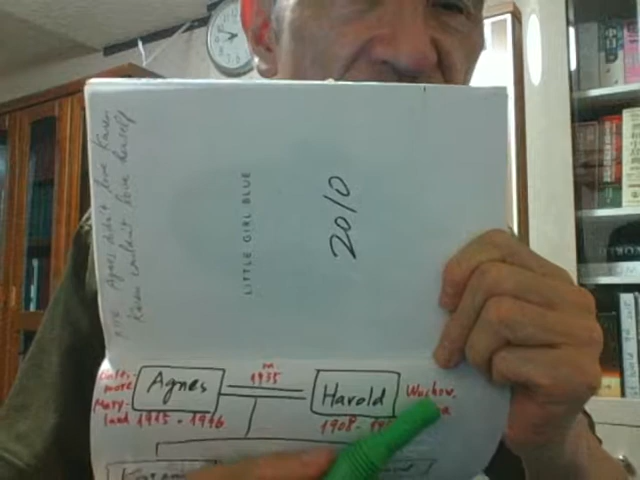 Agnes didn't love Karen
Karen couldn't love herself
LITTLE GIRL BLUE
2010
Balti-
more
Mary-
land
Agnes
1915 - 1996
m
1935
Harold
1908 -
Wuchov,